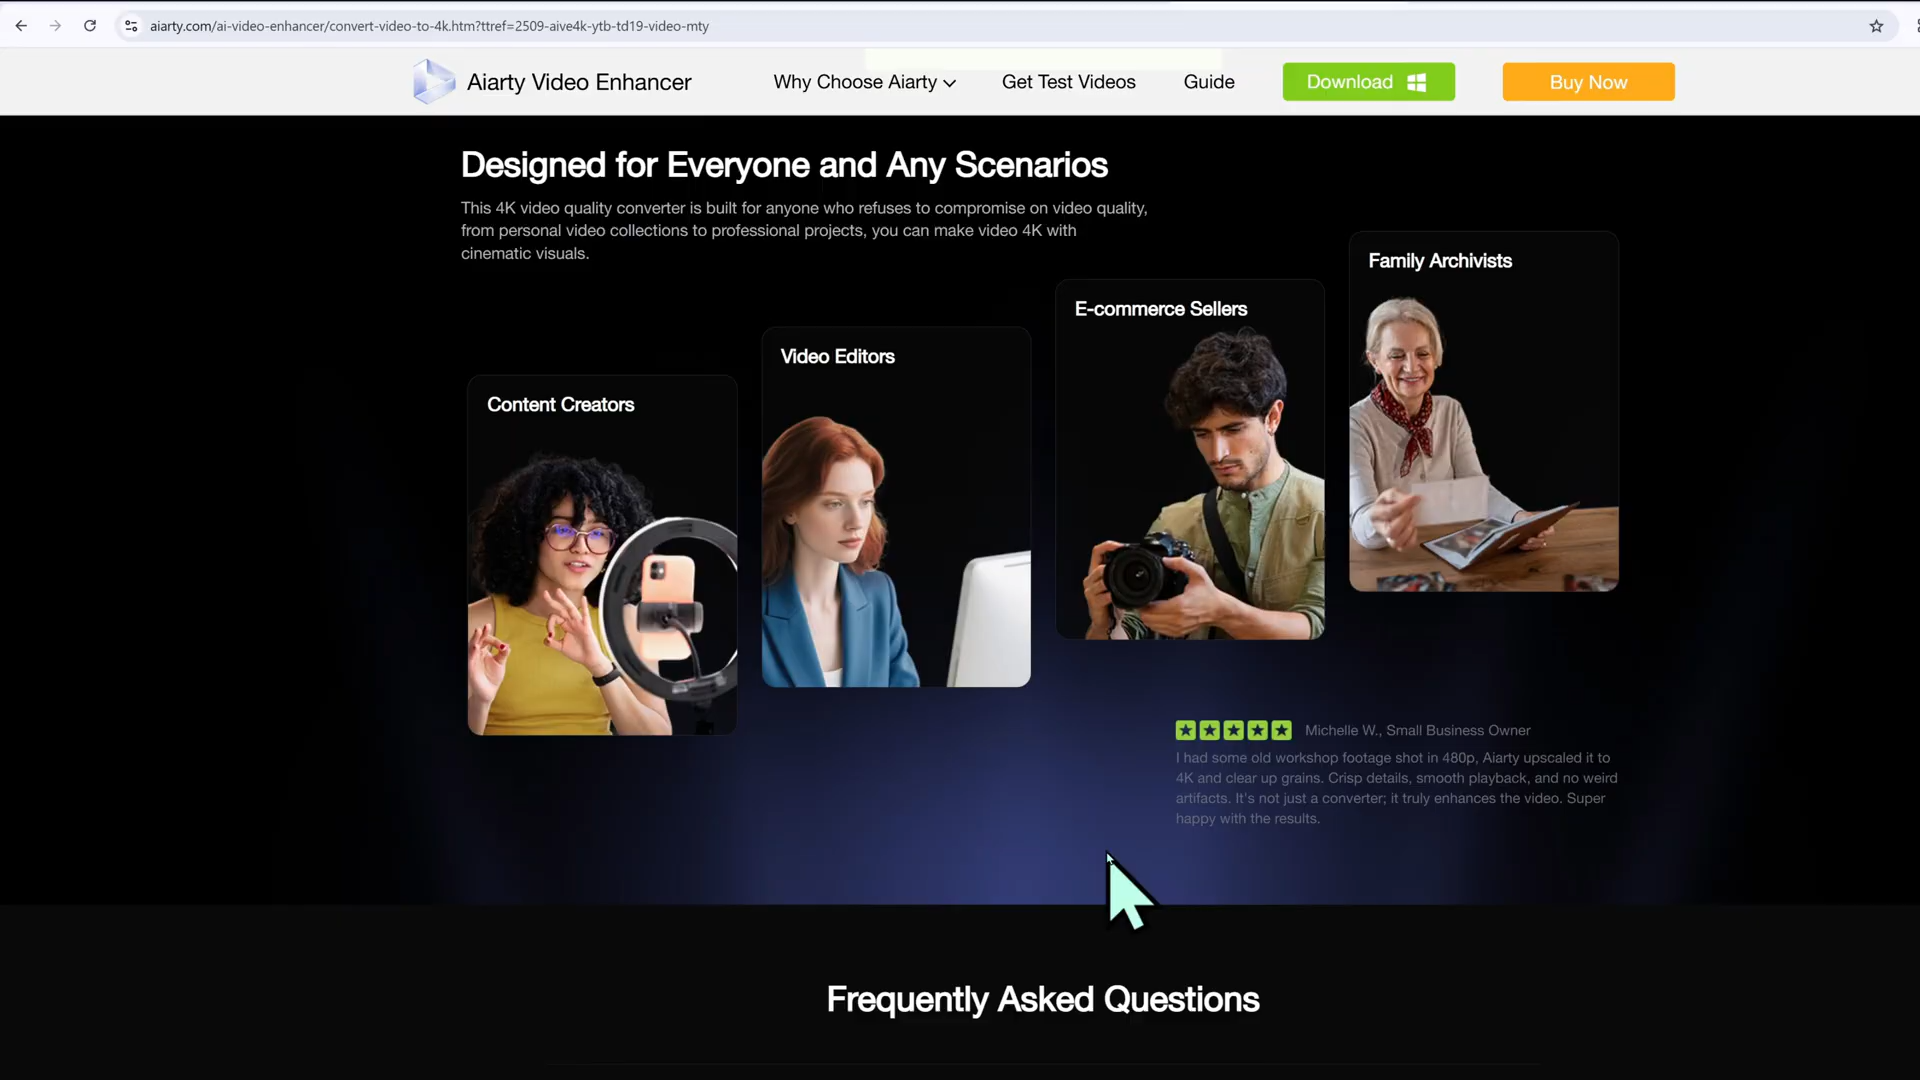 aiarty.com/ai-video-enhancer/convert-video-to-4k.htm?ttref=2509-aive4k-ytb-td19-video-mty
Aiarty Video Enhancer
Why Choose Aiarty
Get Test Videos
Guide
Download
Buy Now
Designed for Everyone and Any Scenarios
This 4K video quality converter is built for anyone who refuses to compromise on video quality,
from personal video collections to professional projects, you can make video 4K with
cinematic visuals.
Content Creators
Video Editors
E-commerce Sellers
Family Archivists
Michelle W., Small Business Owner
I had some old workshop footage shot in 480p, Aiarty upscaled it to
4K and clear up grains. Crisp details, smooth playback, and no weird
artifacts. It's not just a converter; it truly enhances the video. Super
happy with the results.
Frequently Asked Questions